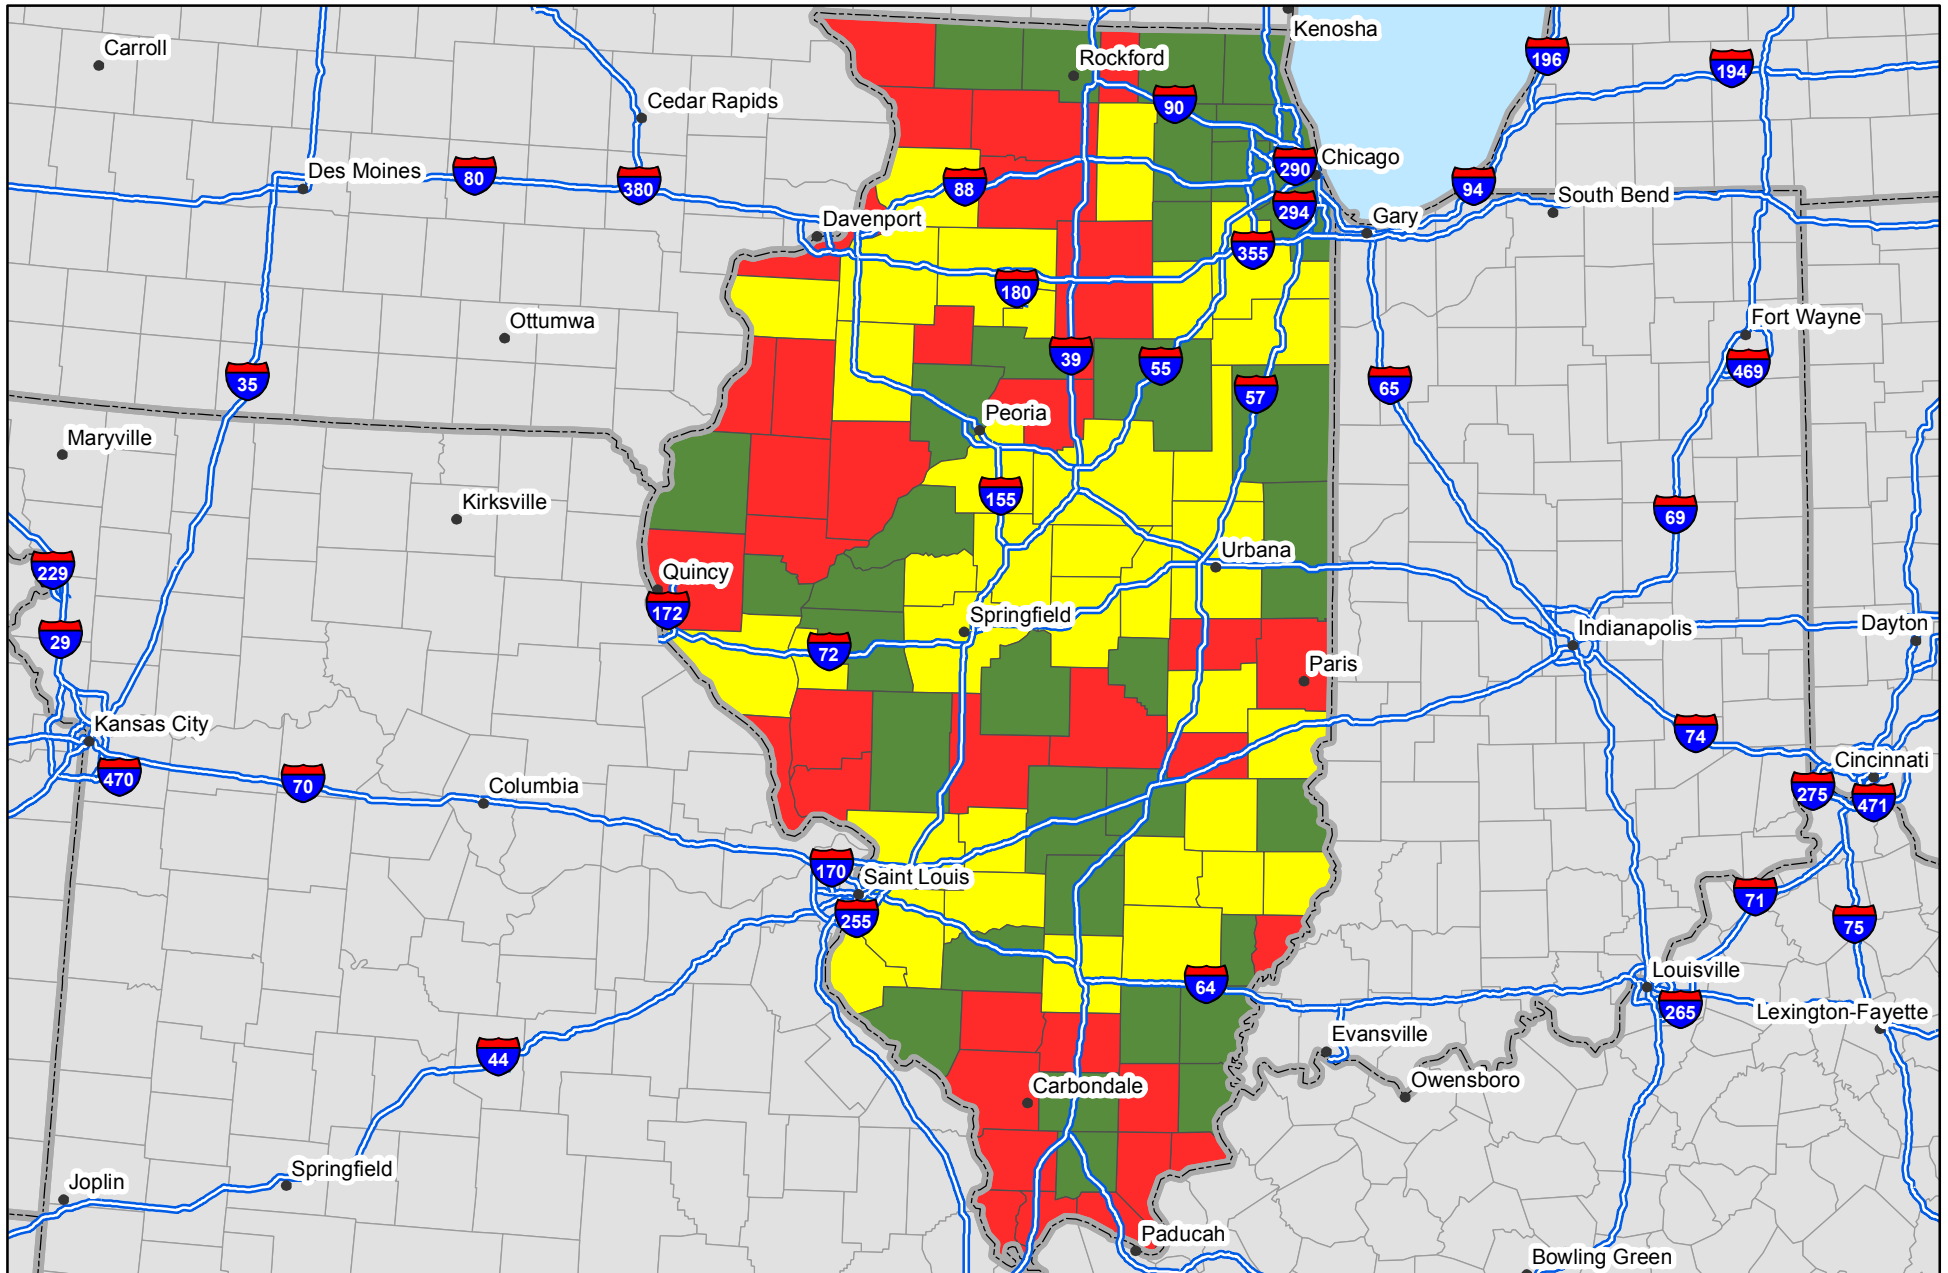 Kenosha
Carroll
196
194
Rockford
Cedar Rapids
90
Chicago
290
Des Moines
80
380
88
94
South Bend
294
Davenport
Gary
355
180
Ottumwa
Fort Wayne
39
55
469
35
57
65
Peoria
Maryville
155
Kirksville
69
Urbana
229
Quincy
172
Springfield
29
Indianapolis
Dayton
72
Paris
Kansas City
74
470
70
Columbia
Cincinnati
275
471
170
Saint Louis
255
71
75
64
Louisville
265
Lexington-Fayette
Evansville
44
Owensboro
Carbondale
Springfield
Joplin
Paducah
Bowling Green